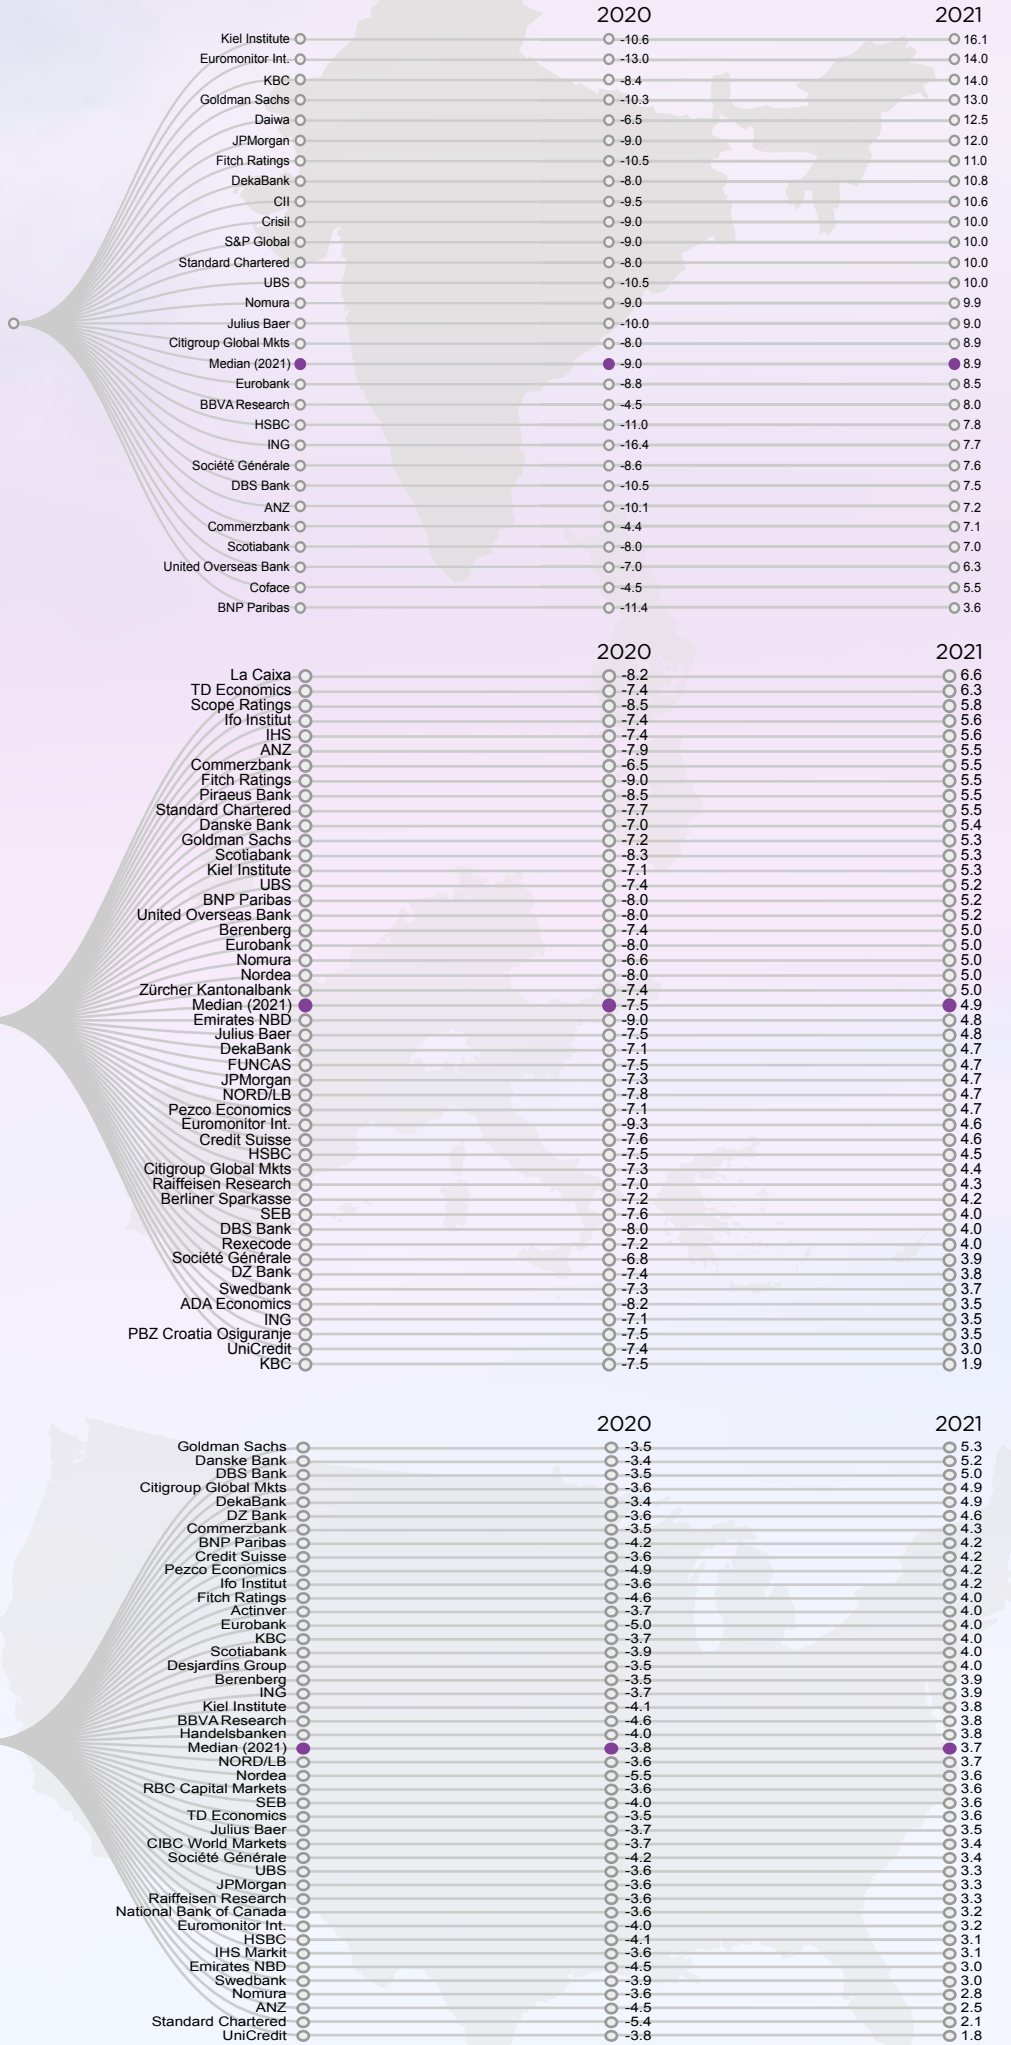 2020 2021
Kiel Institute -10.6 16.1
Euromonitor Int. -13.0 14.0
KBC -8.4 14.0
Goldman Sachs -10.3 13.0
Daiwa -6.5 12.5
JPMorgan -9.0 12.0
Fitch Ratings -10.5 11.0
DekaBank -8.0 10.8
CII -9.5 10.6
Crisil -9.0 10.0
S&P Global -9.0 10.0
Standard Chartered -8.0 10.0
UBS -10.5 10.0
Nomura -9.0 9.9
Julius Baer -10.0 9.0
Citigroup Global Mkts -8.0 8.9
Median (2021) -9.0 8.9
Eurobank -8.8 8.5
BBVA Research -4.5 8.0
HSBC -11.0 7.8
ING -16.4 7.7
Société Générale -8.6 7.6
DBS Bank -10.5 7.5
ANZ -10.1 7.2
Commerzbank -4.4 7.1
Scotiabank -8.0 7.0
United Overseas Bank -7.0 6.3
Coface -4.5 5.5
BNP Paribas -11.4 3.6
2020 2021
La Caixa -8.2 6.6
TD Economics -7.4 6.3
Scope Ratings -8.5 5.8
Ifo Institut -7.4 5.6
IHS -7.4 5.6
ANZ -7.9 5.5
Commerzbank -6.5 5.5
Fitch Ratings -9.0 5.5
Piraeus Bank -8.5 5.5
Standard Chartered -7.7 5.5
Danske Bank -7.0 5.4
Goldman Sachs -7.2 5.3
Scotiabank -8.3 5.3
Kiel Institute -7.1 5.3
UBS -7.4 5.2
BNP Paribas -8.0 5.2
United Overseas Bank -8.0 5.2
Berenberg -7.4 5.0
Eurobank -8.0 5.0
Nomura -6.6 5.0
Nordea -8.0 5.0
Zürcher Kantonalbank -7.4 5.0
Median (2021) -7.5 4.9
Emirates NBD -9.0 4.8
Julius Baer -7.5 4.8
DekaBank -7.1 4.7
FUNCAS -7.5 4.7
JPMorgan -7.3 4.7
NORD/LB -7.8 4.7
Pezco Economics -7.1 4.7
Euromonitor Int. -9.3 4.6
Credit Suisse -7.6 4.6
HSBC -7.5 4.5
Citigroup Global Mkts -7.3 4.4
Raiffeisen Research -7.0 4.3
Berliner Sparkasse -7.2 4.2
SEB -7.6 4.0
DBS Bank -8.0 4.0
Rexecode -7.2 4.0
Société Générale -6.8 3.9
DZ Bank -7.4 3.8
Swedbank -7.3 3.7
ADA Economics -8.2 3.5
ING -7.1 3.5
PBZ Croatia Osiguranje -7.5 3.5
UniCredit -7.4 3.0
KBC -7.5 1.9
2020 2021
Goldman Sachs -3.5 5.3
Danske Bank -3.4 5.2
DBS Bank -3.5 5.0
Citigroup Global Mkts -3.6 4.9
DekaBank -3.4 4.9
DZ Bank -3.6 4.6
Commerzbank -3.5 4.3
BNP Paribas -4.2 4.2
Credit Suisse -3.6 4.2
Pezco Economics -4.9 4.2
Ifo Institut -3.6 4.2
Fitch Ratings -4.6 4.0
Actinver -3.7 4.0
Eurobank -5.0 4.0
KBC -3.7 4.0
Scotiabank -3.9 4.0
Desjardins Group -3.5 4.0
Berenberg -3.5 3.9
ING -3.7 3.9
Kiel Institute -4.1 3.8
BBVA Research -4.6 3.8
Handelsbanken -4.0 3.8
Median (2021) -3.8 3.7
NORD/LB -3.6 3.7
Nordea -5.5 3.6
RBC Capital Markets -3.6 3.6
SEB -4.0 3.6
TD Economics -3.5 3.6
Julius Baer -3.7 3.5
CIBC World Markets -3.7 3.4
Société Générale -4.2 3.4
UBS -3.6 3.3
JPMorgan -3.6 3.3
Raiffeisen Research -3.6 3.3
National Bank of Canada -3.6 3.2
Euromonitor Int. -4.0 3.2
HSBC -4.1 3.1
IHS Markit -3.6 3.1
Emirates NBD -4.5 3.0
Swedbank -3.9 3.0
Nomura -3.6 2.8
ANZ -4.5 2.5
Standard Chartered -5.4 2.1
UniCredit -3.8 1.8